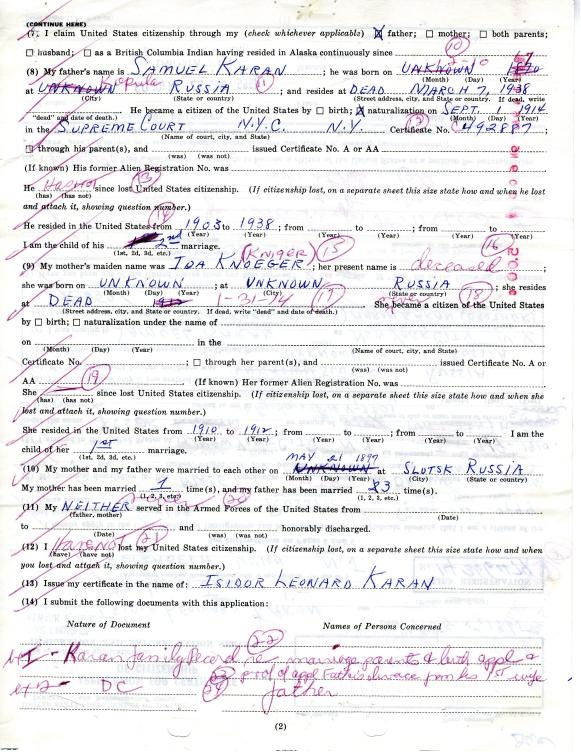 (CONTINUE HERE)
(7) I claim United States citizenship through my (check whichever applicable) ☒ father; ☐ mother; ☐ both parents;
☐ husband; ☐ as a British Columbia Indian having resided in Alaska continuously since
(10)
(8) My father's name is SAMUEL KARAN ; he was born on UNKNOWN
(Month) (Day) (Year)
at UNKNOWN RUSSIA (11) ; and resides at DEAD MARCH 7, 1938
(City) (State or country) (Street address, city, and State or country. If dead, write
He became a citizen of the United States by ☐ birth; ☒ naturalization on SEPT. 1914
"dead" and date of death.) (Month) (Day) (Year)
in the SUPREME COURT N.Y.C. N.Y. Certificate No. 492887
(Name of court, city, and State)
☐ through his parent(s), and issued Certificate No. A or AA
(was) (was not)
(If known) His former Alien Registration No. was
He Has not since lost United States citizenship. (If citizenship lost, on a separate sheet this size state how and when he lost
(has) (has not)
and attach it, showing question number.)
(14)
He resided in the United States from 1903 to 1938 ; from to ; from to
(Year) (Year) (Year) (Year) (Year) (Year)
I am the child of his 2nd marriage. (15) (16)
(1st, 2d, 3d, etc.) (KNIGER)
(9) My mother's maiden name was IDA KNOEGER ; her present name is deceased ;
she was born on UNKNOWN ; at UNKNOWN RUSSIA ; she resides
(Month) (Day) (Year) (City) (State or country)
at DEAD 1-31-74 (17) (18) She became a citizen of the United States
(Street address, city, and State or country. If dead, write "dead" and date of death.)
by ☐ birth; ☐ naturalization under the name of
on in the
(Month) (Day) (Year) (Name of court, city, and State)
Certificate No. ; ☐ through her parent(s), and issued Certificate No. A or
(was) (was not)
AA (19) (If known) Her former Alien Registration No. was
She since lost United States citizenship. (If citizenship lost, on a separate sheet this size state how and when she
(has) (has not)
lost and attach it, showing question number.)
She resided in the United States from 1910 to 1912 ; from to ; from to I am the
(Year) (Year) (Year) (Year) (Year) (Year)
child of her 1st marriage.
(1st, 2d, 3d, etc.) MAY 21 1897
(10) My mother and my father were married to each other on UNKNOWN at SLUTSK RUSSIA
(Month) (Day) (Year) (City) (State or country)
My mother has been married 1 time(s), and my father has been married 3 time(s).
(1, 2, 3, etc.) (1, 2, 3, etc.)
(11) My NEITHER served in the Armed Forces of the United States from
(father, mother) (Date)
to and honorably discharged.
(Date) (was) (was not)
(12) I Have not (21) lost my United States citizenship. (If citizenship lost, on a separate sheet this size state how and when
(have) (have not)
you lost and attach it, showing question number.)
(13) Issue my certificate in the name of: ISIDOR LEONARD KARAN
(14) I submit the following documents with this application:
Nature of Document Names of Persons Concerned
(22)
ex 1 - Karan family Record re marriage parents & birth appl &
proof of appl father's divorce from his 1st wife
ex 2 - DC father
(2)